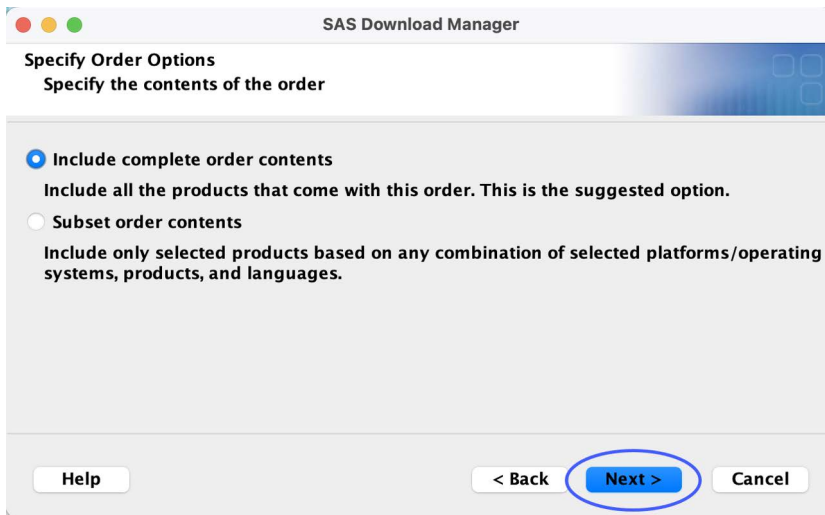 SAS Download Manager
Specify Order Options
Specify the contents of the order
Include complete order contents
Include all the products that come with this order. This is the suggested option.
Subset order contents
Include only selected products based on any combination of selected platforms/operating
systems, products, and languages.
Help
< Back
Next >
Cancel